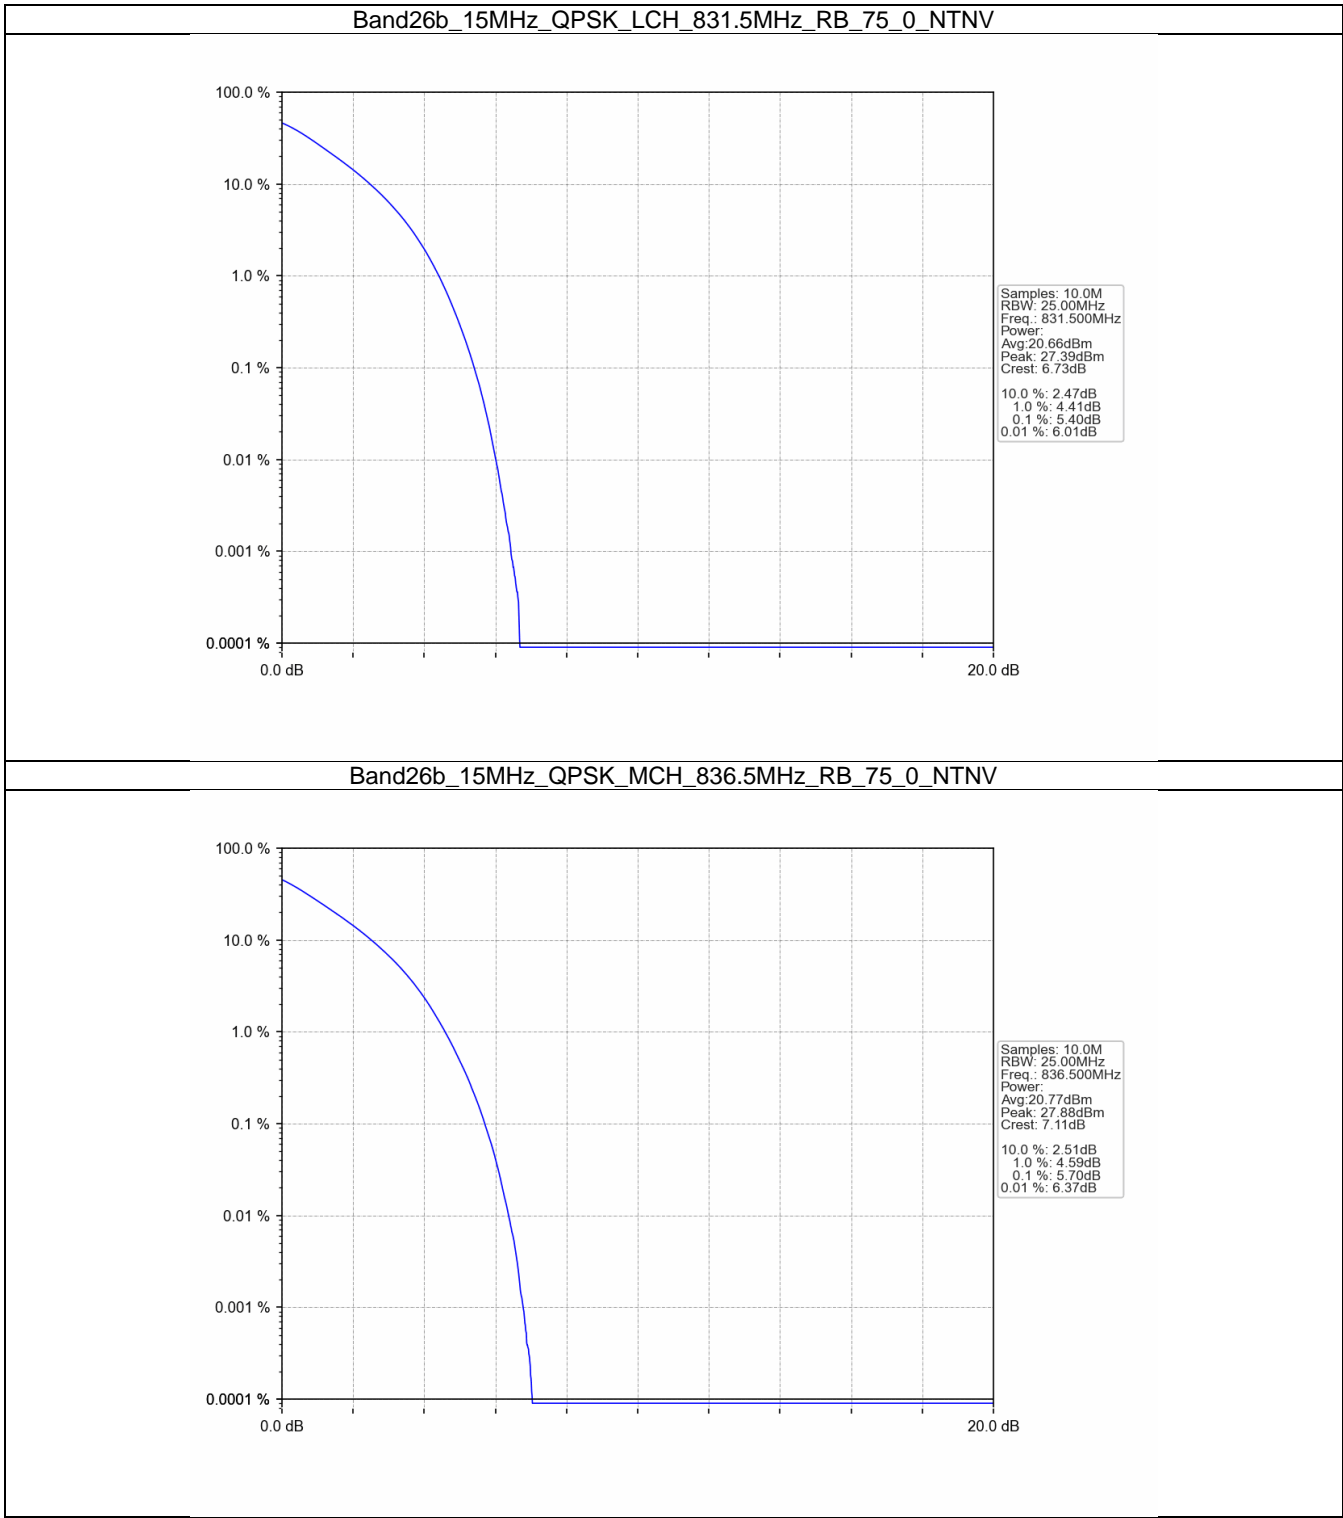 Band26b_15MHz_QPSK_LCH_831.5MHz_RB_75_0_NTNV
100.0 %
10.0 %
1.0 %
0.1 %
0.01 %
0.001 %
0.0001 %
0.0 dB
20.0 dB
Samples: 10.0M
RBW: 25.00MHz
Freq.: 831.500MHz
Power:
Avg:20.66dBm
Peak: 27.39dBm
Crest: 6.73dB
10.0 %: 2.47dB
1.0 %: 4.41dB
0.1 %: 5.40dB
0.01 %: 6.01dB
Band26b_15MHz_QPSK_MCH_836.5MHz_RB_75_0_NTNV
100.0 %
10.0 %
1.0 %
0.1 %
0.01 %
0.001 %
0.0001 %
0.0 dB
20.0 dB
Samples: 10.0M
RBW: 25.00MHz
Freq.: 836.500MHz
Power:
Avg:20.77dBm
Peak: 27.88dBm
Crest: 7.11dB
10.0 %: 2.51dB
1.0 %: 4.59dB
0.1 %: 5.70dB
0.01 %: 6.37dB